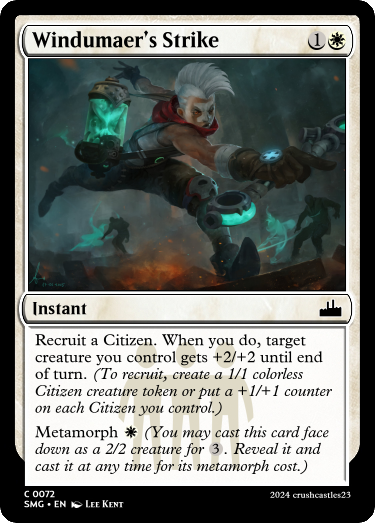 Windumaer's Strike 1
Instant
Recruit a Citizen. When you do, target
creature you control gets +2/+2 until end
of turn. (To recruit, create a 1/1 colorless
Citizen creature token or put a +1/+1 counter
on each Citizen you control.)
Metamorph (You may cast this card face
down as a 2/2 creature for 3. Reveal it and
cast it at any time for its metamorph cost.)
C 0072
SMG • EN Lee Kent
2024 crushcastles23